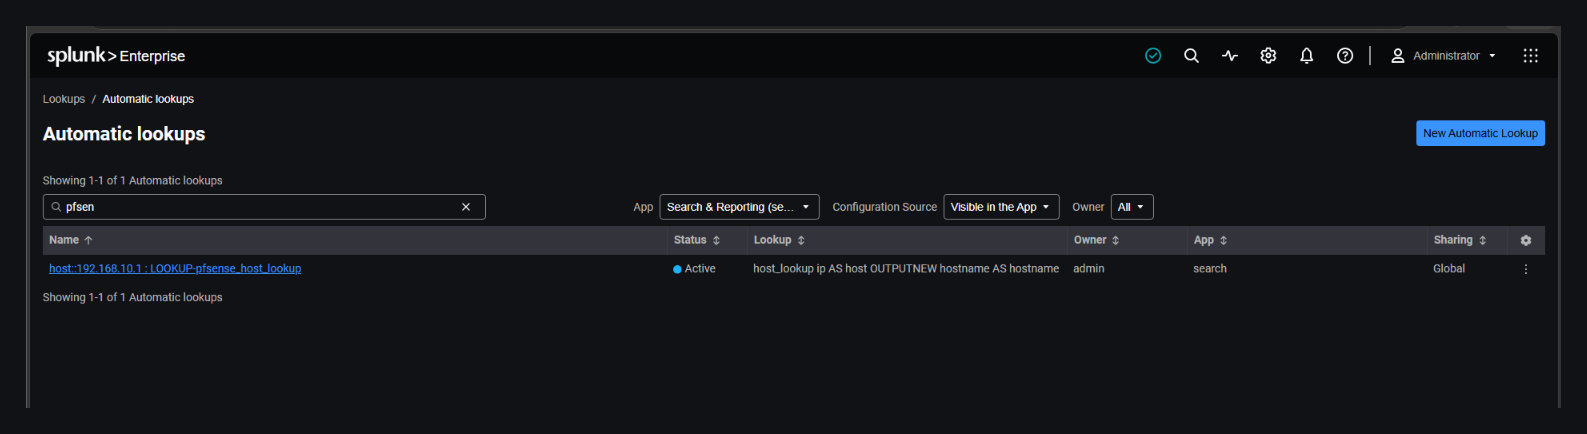 splunk>Enterprise Administrator
Lookups / Automatic lookups
Automatic lookups
New Automatic Lookup
Showing 1-1 of 1 Automatic lookups
pfsen App Search & Reporting (se... Configuration Source Visible in the App Owner All
Name Status Lookup Owner App Sharing
host::192.168.10.1 : LOOKUP-pfsense_host_lookup Active host_lookup ip AS host OUTPUTNEW hostname AS hostname admin search Global
Showing 1-1 of 1 Automatic lookups